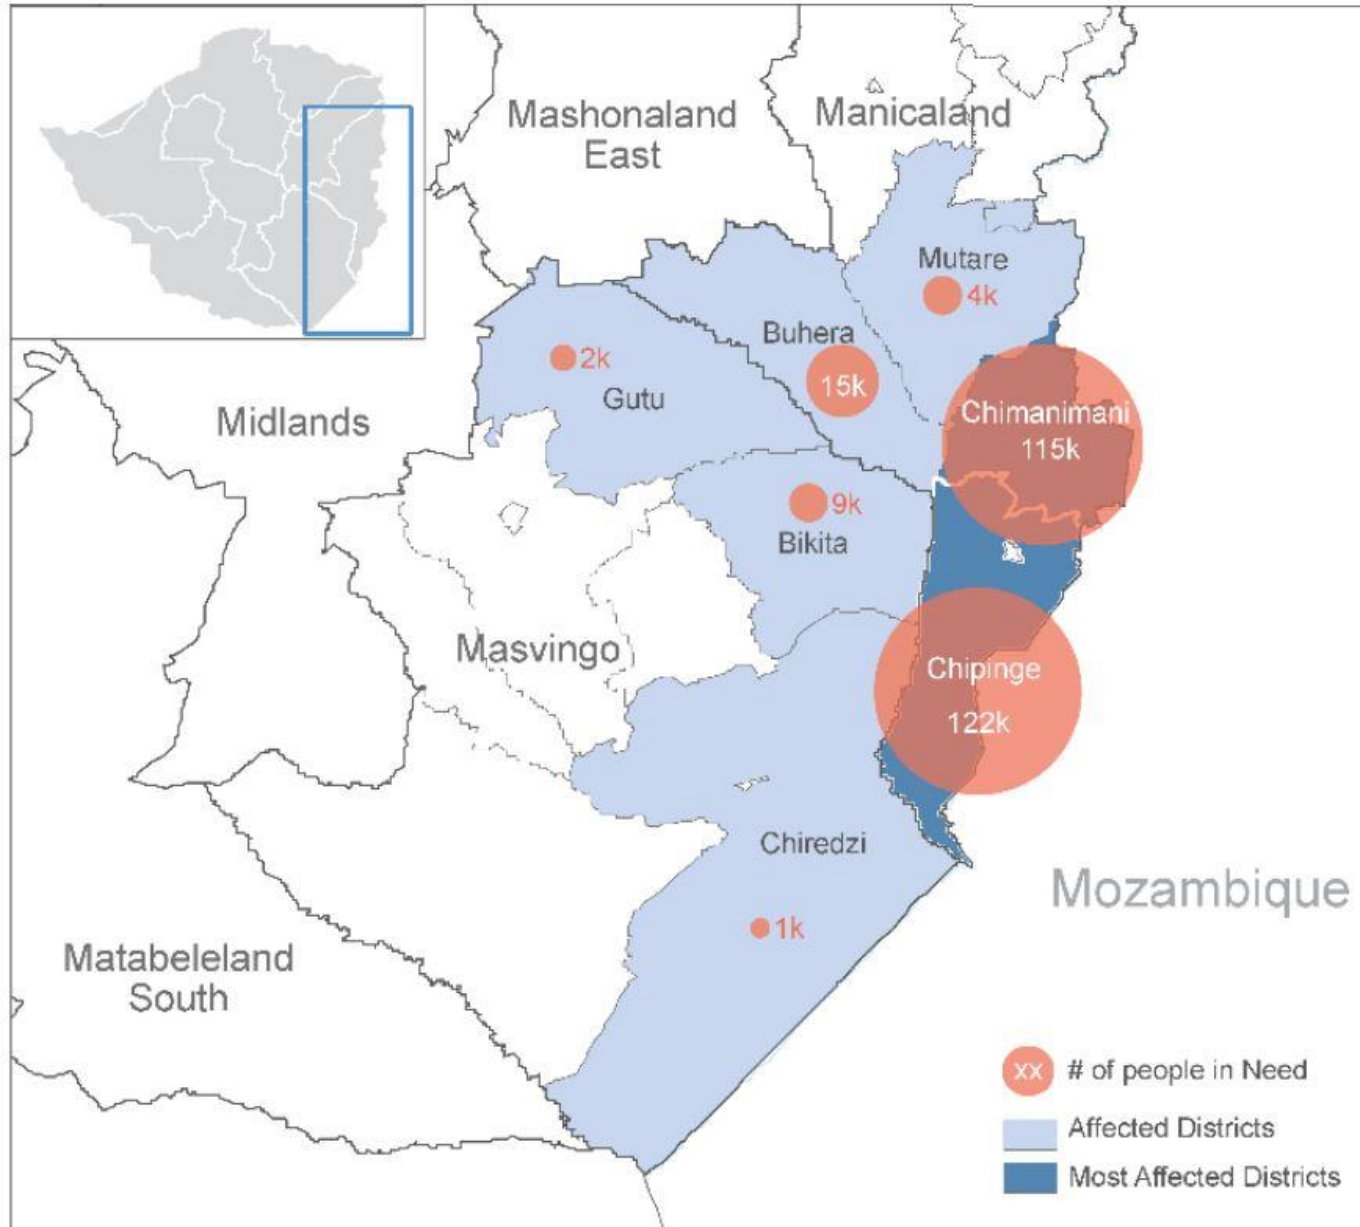 Mashonaland
East
Manicaland
Mutare
4k
Buhera
15k
2k
Gutu
Midlands
Chimanimani
115k
9k
Bikita
Masvingo
Chipinge
122k
Chiredzi
1k
Mozambique
Matabeleland
South
xx # of people in Need
Affected Districts
Most Affected Districts